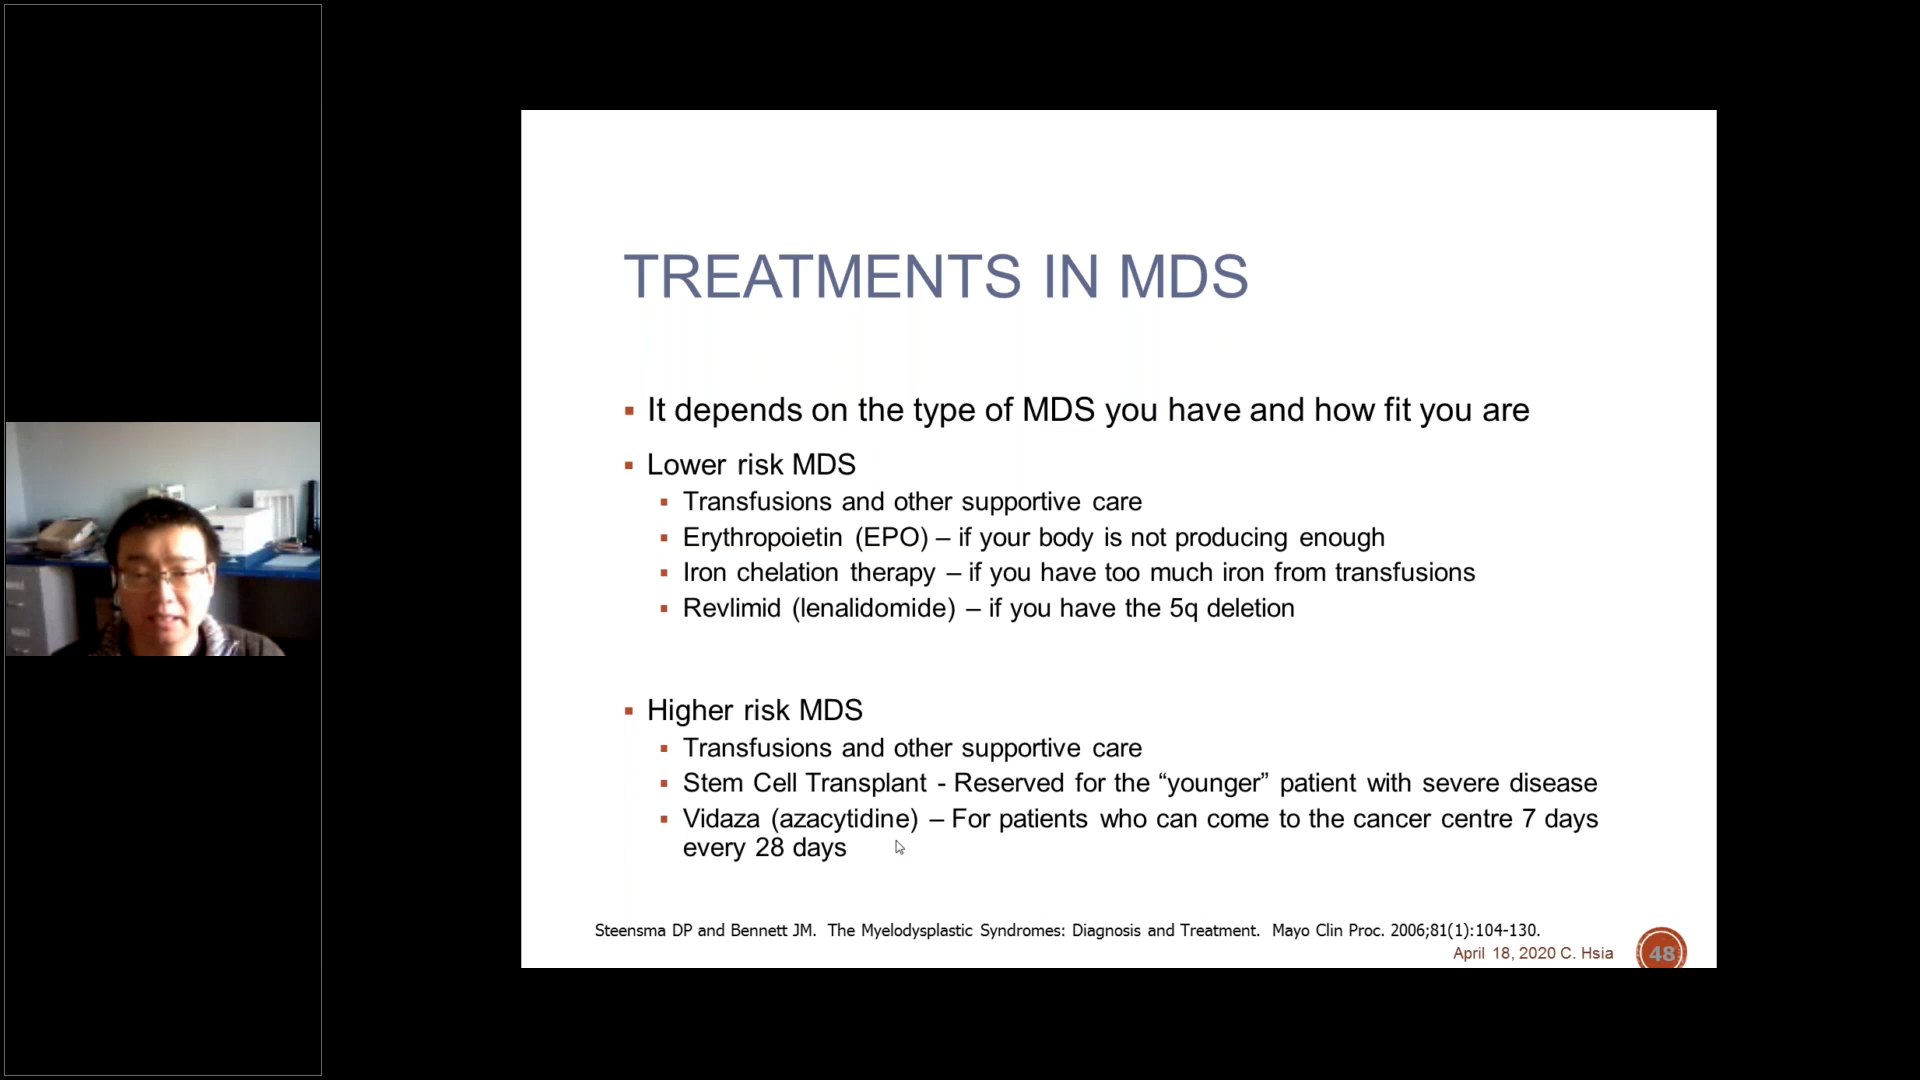 TREATMENTS IN MDS
▪ It depends on the type of MDS you have and how fit you are
▪ Lower risk MDS
▪ Transfusions and other supportive care
▪ Erythropoietin (EPO) – if your body is not producing enough
▪ Iron chelation therapy – if you have too much iron from transfusions
▪ Revlimid (lenalidomide) – if you have the 5q deletion
▪ Higher risk MDS
▪ Transfusions and other supportive care
▪ Stem Cell Transplant - Reserved for the “younger” patient with severe disease
▪ Vidaza (azacytidine) – For patients who can come to the cancer centre 7 days
every 28 days
Steensma DP and Bennett JM. The Myelodysplastic Syndromes: Diagnosis and Treatment. Mayo Clin Proc. 2006;81(1):104-130.
April 18, 2020 C. Hsia
48